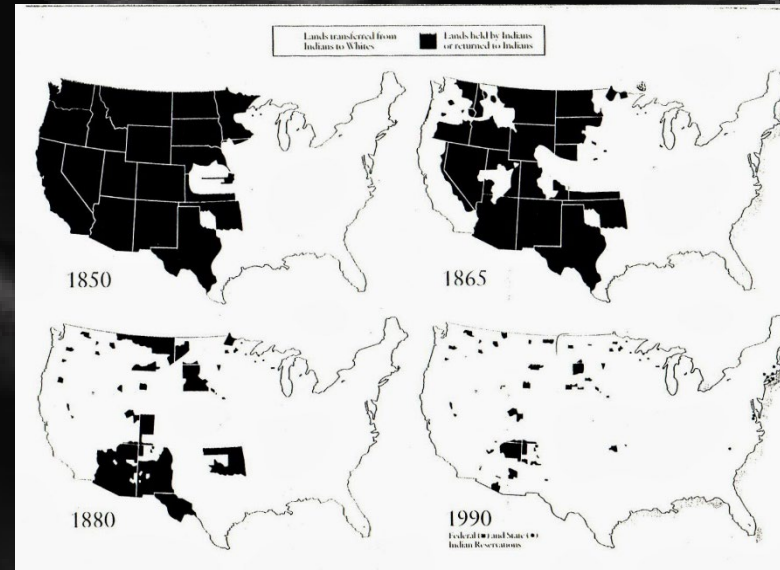 Lands transferred from
Indians to Whites
Lands held by Indians
or returned to Indians
1850
1865
1880
1990
Federal (■) and State (●)
Indian Reservations